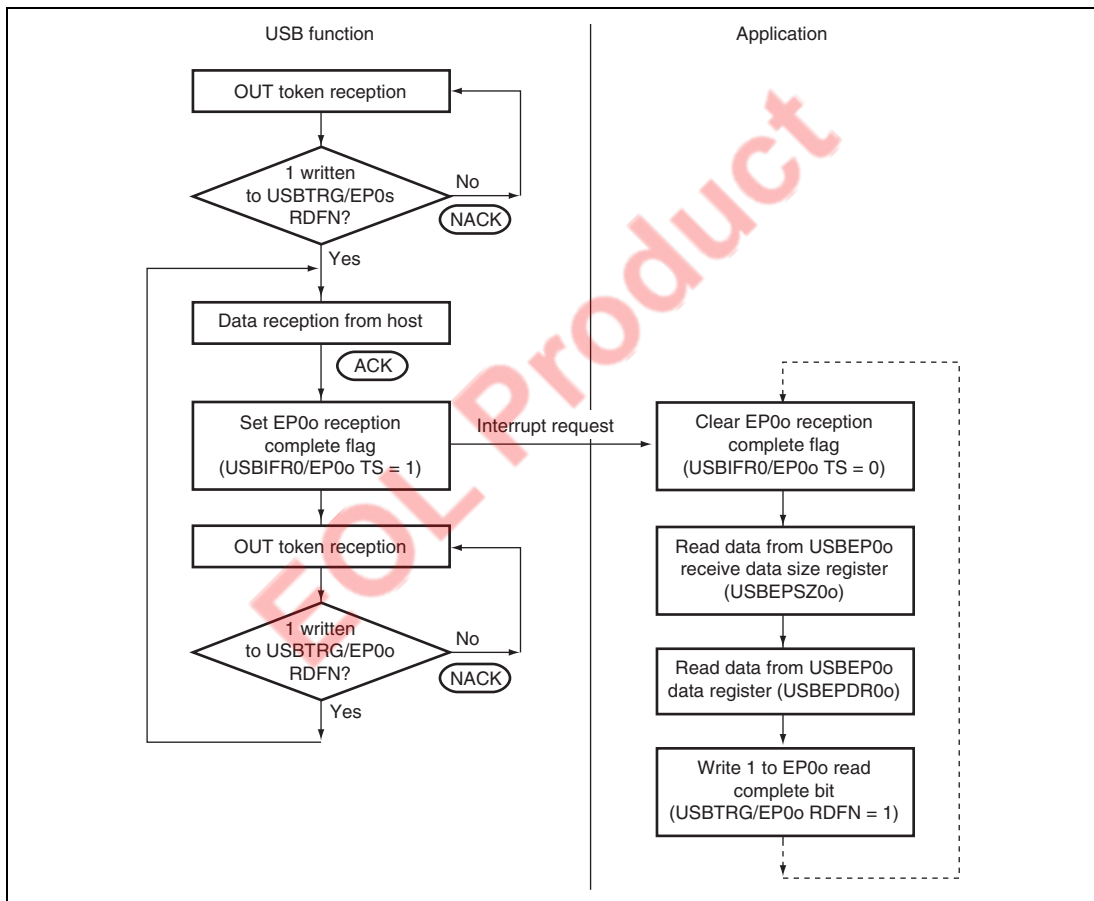 USB function
Application
OUT token reception
1 written
to USBTRG/EP0s
RDFN?
No
NACK
Yes
Data reception from host
ACK
Set EP0o reception
complete flag
(USBIFR0/EP0o TS = 1)
Interrupt request
Clear EP0o reception
complete flag
(USBIFR0/EP0o TS = 0)
OUT token reception
Read data from USBEP0o
receive data size register
(USBEPSZ0o)
1 written
to USBTRG/EP0o
RDFN?
No
NACK
Yes
Read data from USBEP0o
data register (USBEPDR0o)
Write 1 to EP0o read
complete bit
(USBTRG/EP0o RDFN = 1)
EOL Product